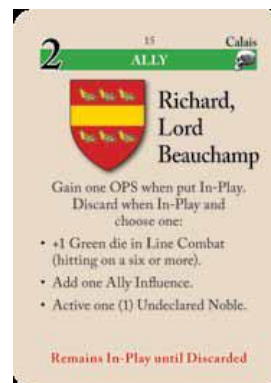 2
15
Calais
ALLY
Richard,
Lord
Beauchamp
Gain one OPS when put In-Play.
Discard when In-Play and
choose one:
• +1 Green die in Line Combat
(hitting on a six or more).
• Add one Ally Influence.
• Active one (1) Undeclared Noble.
Remains In-Play until Discarded